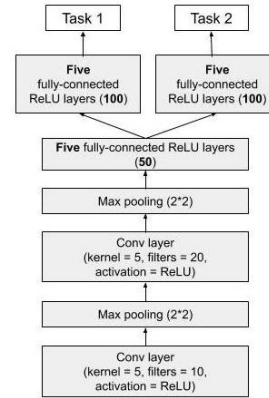 Task 1
Task 2
Five
fully-connected
ReLU layers (100)
Five
fully-connected
ReLU layers (100)
Five fully-connected ReLU layers
(50)
Max pooling (2*2)
Conv layer
(kernel = 5, filters = 20,
activation = ReLU)
Max pooling (2*2)
Conv layer
(kernel = 5, filters = 10,
activation = ReLU)